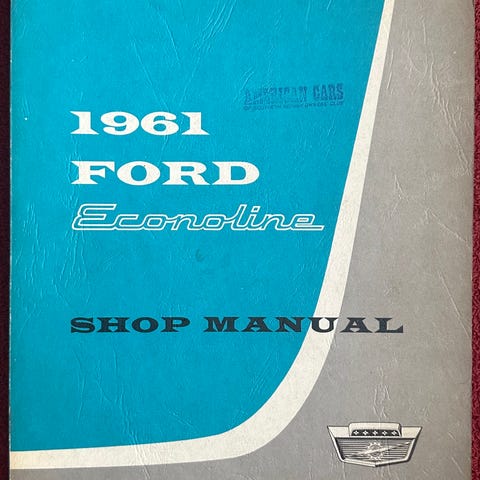 AMERICAN CARS
1961
FORD
Econoline
SHOP MANUAL